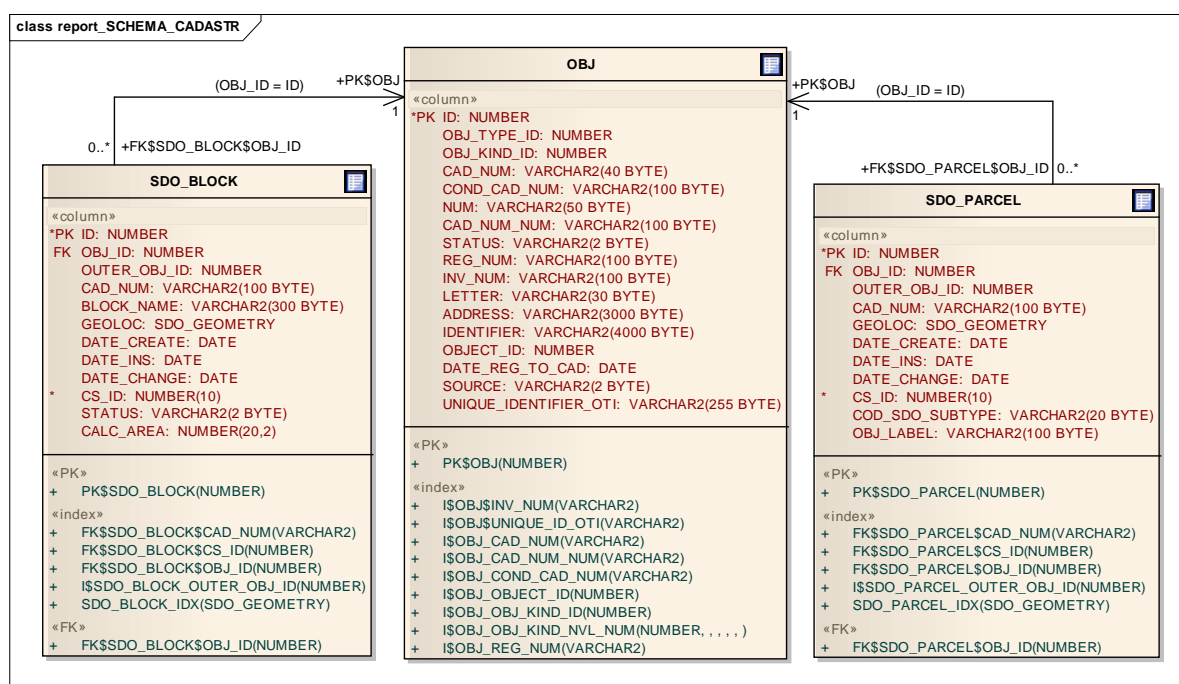 class report_SCHEMA_CADASTR
(OBJ_ID = ID)
+PK$OBJ
1
0..*
+FK$SDO_BLOCK$OBJ_ID
SDO_BLOCK
«column»
*PK ID: NUMBER
FK OBJ_ID: NUMBER
OUTER_OBJ_ID: NUMBER
CAD_NUM: VARCHAR2(100 BYTE)
BLOCK_NAME: VARCHAR2(300 BYTE)
GEOLOC: SDO_GEOMETRY
DATE_CREATE: DATE
DATE_INS: DATE
DATE_CHANGE: DATE
* CS_ID: NUMBER(10)
STATUS: VARCHAR2(2 BYTE)
CALC_AREA: NUMBER(20,2)
«PK»
+ PK$SDO_BLOCK(NUMBER)
«index»
+ FK$SDO_BLOCK$CAD_NUM(VARCHAR2)
+ FK$SDO_BLOCK$CS_ID(NUMBER)
+ FK$SDO_BLOCK$OBJ_ID(NUMBER)
+ I$SDO_BLOCK_OUTER_OBJ_ID(NUMBER)
+ SDO_BLOCK_IDX(SDO_GEOMETRY)
«FK»
+ FK$SDO_BLOCK$OBJ_ID(NUMBER)
OBJ
«column»
*PK ID: NUMBER
OBJ_TYPE_ID: NUMBER
OBJ_KIND_ID: NUMBER
CAD_NUM: VARCHAR2(40 BYTE)
COND_CAD_NUM: VARCHAR2(100 BYTE)
NUM: VARCHAR2(50 BYTE)
CAD_NUM_NUM: VARCHAR2(100 BYTE)
STATUS: VARCHAR2(2 BYTE)
REG_NUM: VARCHAR2(100 BYTE)
INV_NUM: VARCHAR2(100 BYTE)
LETTER: VARCHAR2(30 BYTE)
ADDRESS: VARCHAR2(3000 BYTE)
IDENTIFIER: VARCHAR2(4000 BYTE)
OBJECT_ID: NUMBER
DATE_REG_TO_CAD: DATE
SOURCE: VARCHAR2(2 BYTE)
UNIQUE_IDENTIFIER_OTI: VARCHAR2(255 BYTE)
«PK»
+ PK$OBJ(NUMBER)
«index»
+ I$OBJ$INV_NUM(VARCHAR2)
+ I$OBJ$UNIQUE_ID_OTI(VARCHAR2)
+ I$OBJ_CAD_NUM(VARCHAR2)
+ I$OBJ_CAD_NUM_NUM(VARCHAR2)
+ I$OBJ_COND_CAD_NUM(VARCHAR2)
+ I$OBJ_OBJECT_ID(NUMBER)
+ I$OBJ_OBJ_KIND_ID(NUMBER)
+ I$OBJ_OBJ_KIND_NVL_NUM(NUMBER, , , , , )
+ I$OBJ_REG_NUM(VARCHAR2)
+PK$OBJ
1
(OBJ_ID = ID)
+FK$SDO_PARCEL$OBJ_ID
0..*
SDO_PARCEL
«column»
*PK ID: NUMBER
FK OBJ_ID: NUMBER
OUTER_OBJ_ID: NUMBER
CAD_NUM: VARCHAR2(100 BYTE)
GEOLOC: SDO_GEOMETRY
DATE_CREATE: DATE
DATE_INS: DATE
DATE_CHANGE: DATE
* CS_ID: NUMBER(10)
COD_SDO_SUBTYPE: VARCHAR2(20 BYTE)
OBJ_LABEL: VARCHAR2(100 BYTE)
«PK»
+ PK$SDO_PARCEL(NUMBER)
«index»
+ FK$SDO_PARCEL$CAD_NUM(VARCHAR2)
+ FK$SDO_PARCEL$CS_ID(NUMBER)
+ FK$SDO_PARCEL$OBJ_ID(NUMBER)
+ I$SDO_PARCEL_OUTER_OBJ_ID(NUMBER)
+ SDO_PARCEL_IDX(SDO_GEOMETRY)
«FK»
+ FK$SDO_PARCEL$OBJ_ID(NUMBER)